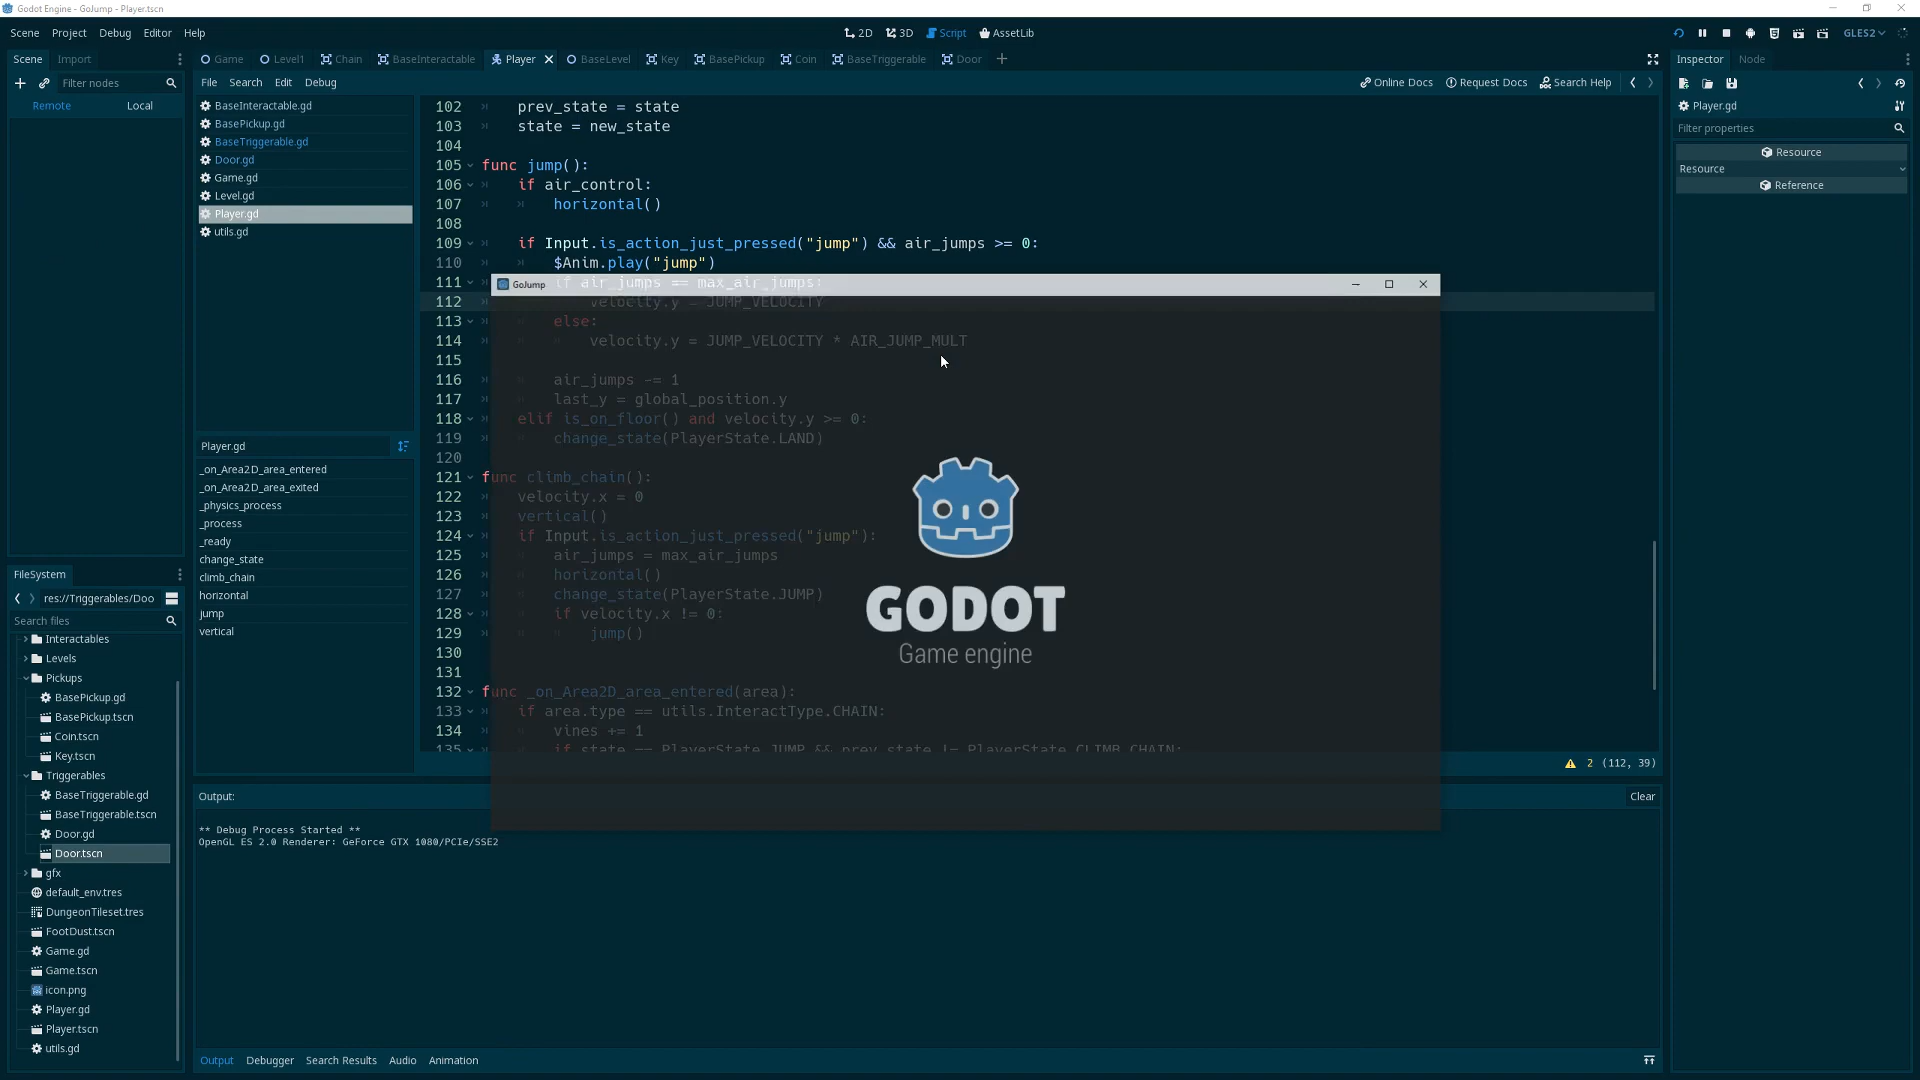 Godot Engine - GoJump - Player.tscn
Scene Project Debug Editor Help
2D 3D Script AssetLib
GLES2
Scene Import
Game Level1 Chain BaseInteractable Player BaseLevel Key BasePickup Coin BaseTriggerable Door
Inspector Node
Filter nodes
File Search Edit Debug
Online Docs Request Docs Search Help
Remote Local
Player.gd
Filter properties
Resource
Resource
Reference
BaseInteractable.gd
BasePickup.gd
BaseTriggerable.gd
Door.gd
Game.gd
Level.gd
Player.gd
utils.gd
Player.gd
_on_Area2D_area_entered
_on_Area2D_area_exited
_physics_process
_process
_ready
change_state
climb_chain
horizontal
jump
vertical
102 prev_state = state
103 state = new_state
104
105 func jump():
106 if air_control:
107 horizontal()
108
109 if Input.is_action_just_pressed("jump") && air_jumps >= 0:
110 $Anim.play("jump")
111 if air_jumps == max_air_jumps:
GoJump
112 velocity.y = JUMP_VELOCITY
113 else:
114 velocity.y = JUMP_VELOCITY * AIR_JUMP_MULT
115
116 air_jumps -= 1
117 last_y = global_position.y
118 elif is_on_floor() and velocity.y >= 0:
119 change_state(PlayerState.LAND)
120
121 func climb_chain():
122 velocity.x = 0
123 vertical()
124 if Input.is_action_just_pressed("jump"):
125 air_jumps = max_air_jumps
126 horizontal()
127 change_state(PlayerState.JUMP)
128 if velocity.x != 0:
129 jump()
130
131
132 func _on_Area2D_area_entered(area):
133 if area.type == utils.InteractType.CHAIN:
134 vines += 1
135 if state == PlayerState.JUMP && prev_state != PlayerState.CLIMB_CHAIN:
GODOT
Game engine
2 (112, 39)
FileSystem
res://Triggerables/Doo
Search files
Interactables
Levels
Pickups
BasePickup.gd
BasePickup.tscn
Coin.tscn
Key.tscn
Triggerables
BaseTriggerable.gd
BaseTriggerable.tscn
Door.gd
Door.tscn
gfx
default_env.tres
DungeonTileset.tres
FootDust.tscn
Game.gd
Game.tscn
icon.png
Player.gd
Player.tscn
utils.gd
Output:
Clear
** Debug Process Started **
OpenGL ES 2.0 Renderer: GeForce GTX 1080/PCIe/SSE2
Output Debugger Search Results Audio Animation